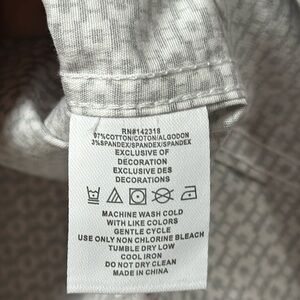 RN#142318
97%COTTON/COTON/ALGODON
3%SPANDEX/SPANDEX/SPANDEX
EXCLUSIVE OF
DECORATION
EXCLUSIVE DES
DECORATIONS
MACHINE WASH COLD
WITH LIKE COLORS
GENTLE CYCLE
USE ONLY NON CHLORINE BLEACH
TUMBLE DRY LOW
COOL IRON
DO NOT DRY CLEAN
MADE IN CHINA